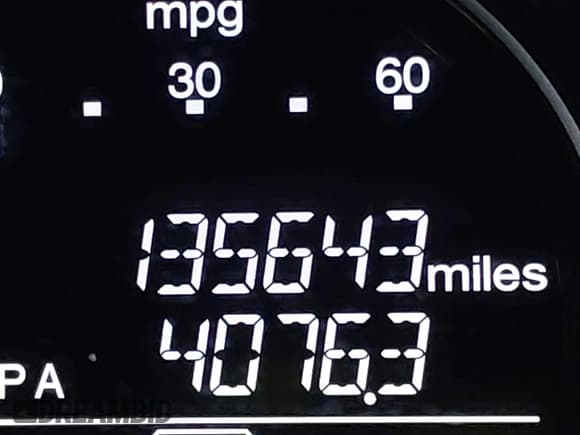 mpg
30 60
135643 miles
4076.3
PA
DREAMBID